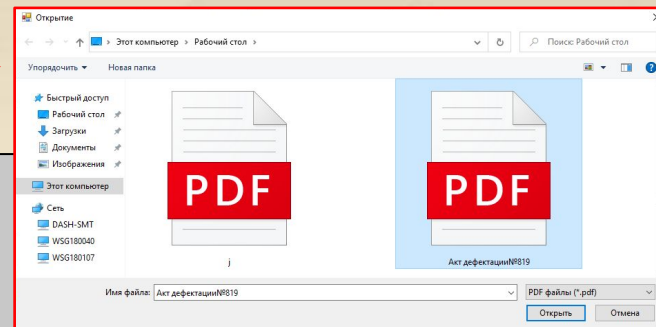 Открытие
Этот компьютер > Рабочий стол >
Поиск: Рабочий стол
Упорядочить Новая папка
Быстрый доступ
Рабочий стол
Загрузки
Документы
Изображения
Этот компьютер
Сеть
DASH-SMT
WSG180040
WSG180107
PDF
j
PDF
Акт дефектации№819
Имя файла: Акт дефектации№819
PDF файлы (*.pdf)
Открыть Отмена